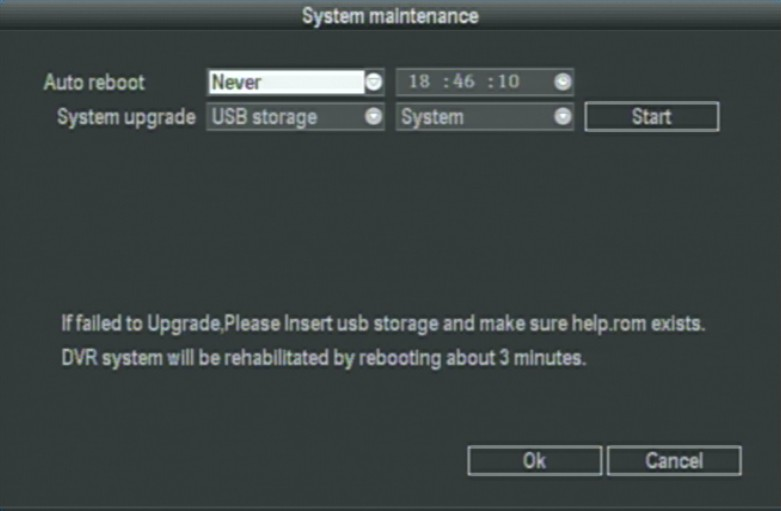 System maintenance
Auto reboot Never 18 :46 :10
System upgrade USB storage System Start
If failed to Upgrade,Please Insert usb storage and make sure help.rom exists.
DVR system will be rehabilitated by rebooting about 3 minutes.
Ok Cancel